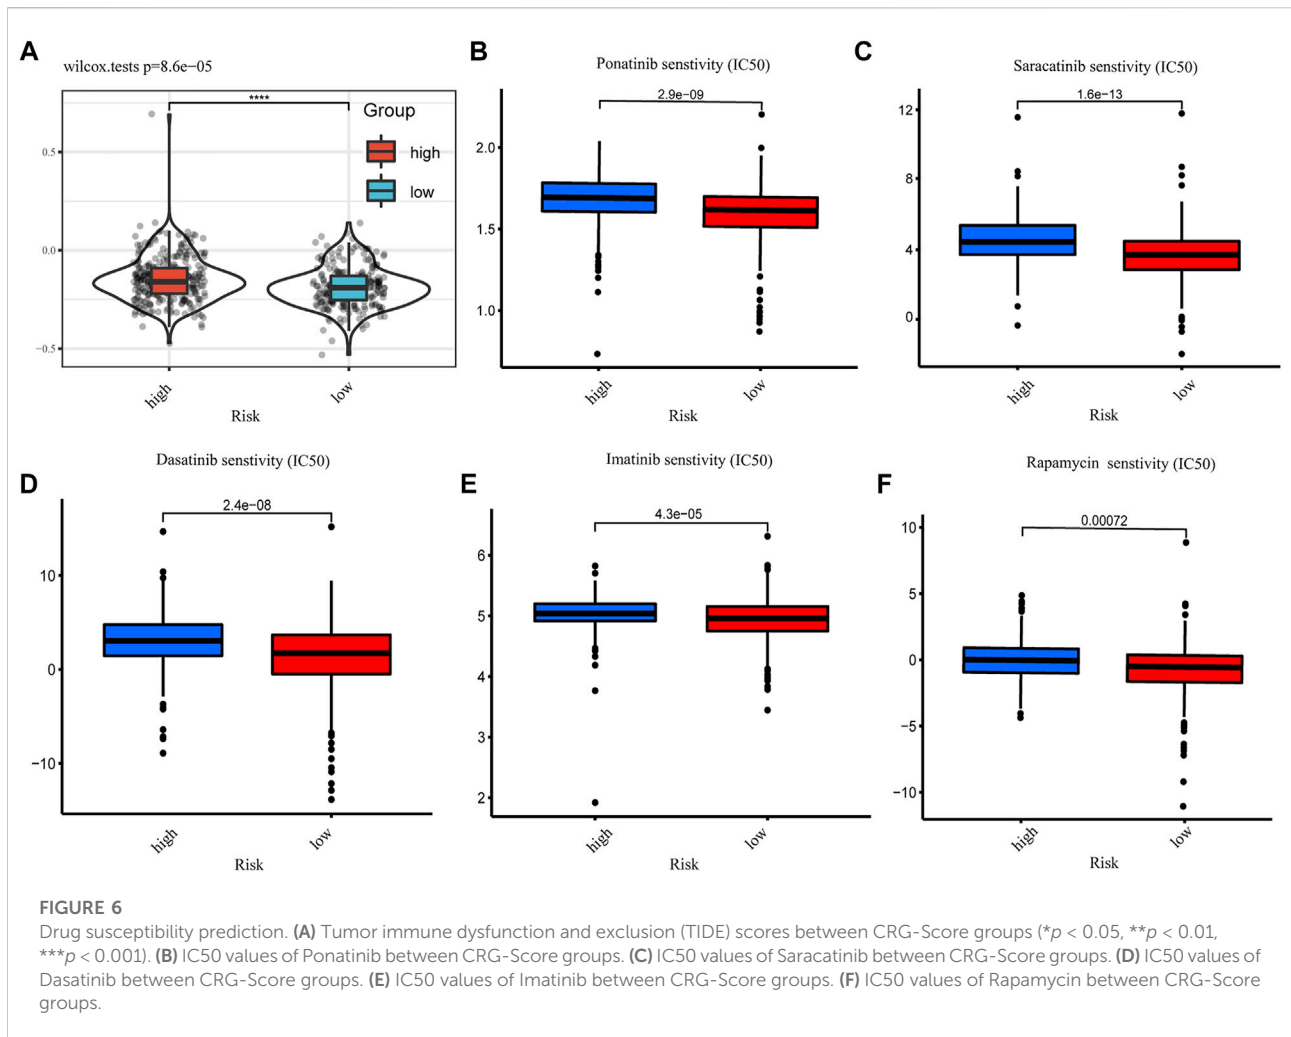 A
wilcox.tests p=8.6e−05
****
Group
high
low
0.5
0.0
−0.5
high
low
Risk
B
Ponatinib senstivity (IC50)
2.9e−09
2.0
1.5
1.0
high
low
C
Saracatinib senstivity (IC50)
1.6e−13
12
8
4
0
high
low
D
Dasatinib senstivity (IC50)
2.4e−08
10
0
−10
high
low
Risk
E
Imatinib senstivity (IC50)
4.3e−05
6
5
4
3
2
high
low
Risk
F
Rapamycin senstivity (IC50)
0.00072
10
5
0
−5
−10
high
low
Risk
FIGURE 6
Drug susceptibility prediction. (A) Tumor immune dysfunction and exclusion (TIDE) scores between CRG-Score groups (*p < 0.05, **p < 0.01,
***p < 0.001). (B) IC50 values of Ponatinib between CRG-Score groups. (C) IC50 values of Saracatinib between CRG-Score groups. (D) IC50 values of
Dasatinib between CRG-Score groups. (E) IC50 values of Imatinib between CRG-Score groups. (F) IC50 values of Rapamycin between CRG-Score
groups.